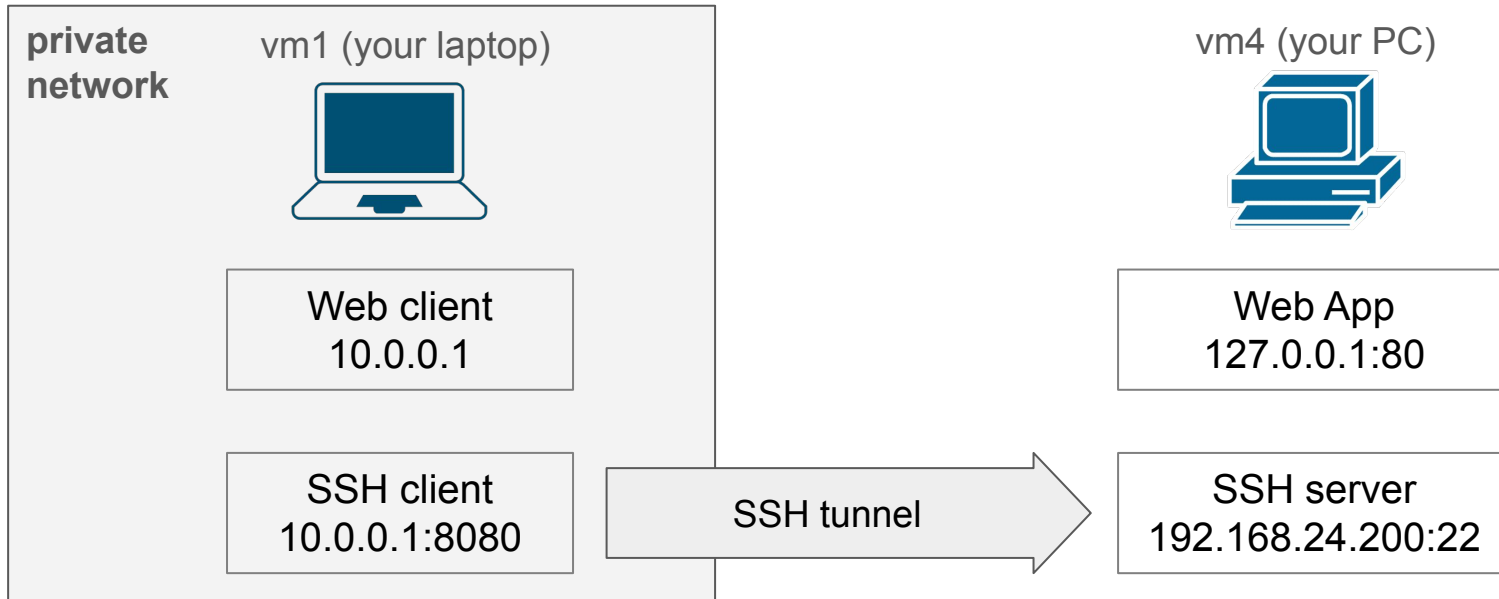 private
network
vm1 (your laptop)
vm4 (your PC)
Web client
10.0.0.1
Web App
127.0.0.1:80
SSH client
10.0.0.1:8080
SSH tunnel
SSH server
192.168.24.200:22